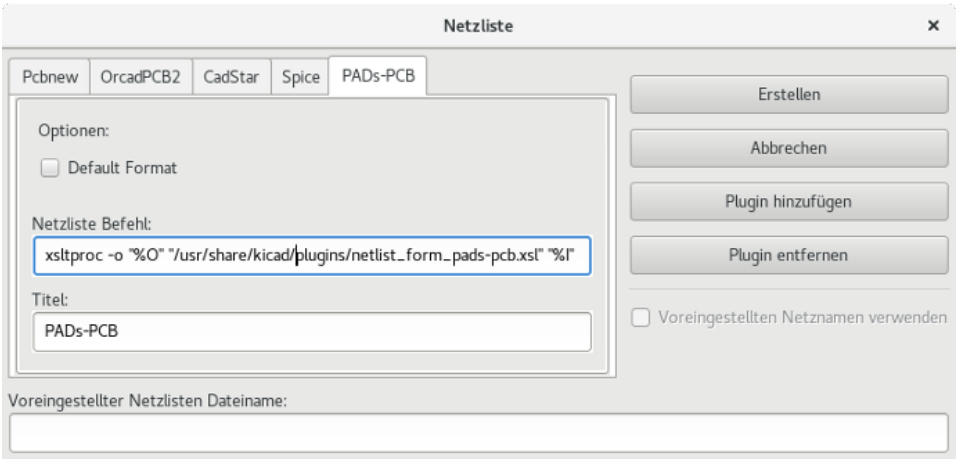 Netzliste
Pcbnew OrcadPCB2 CadStar Spice PADs-PCB
Optionen:
Default Format
Netzliste Befehl:
xsltproc -o "%O" "/usr/share/kicad/plugins/netlist_form_pads-pcb.xsl" "%I"
Titel:
PADs-PCB
Erstellen
Abbrechen
Plugin hinzufügen
Plugin entfernen
Voreingestellten Netznamen verwenden
Voreingestellter Netzlisten Dateiname: